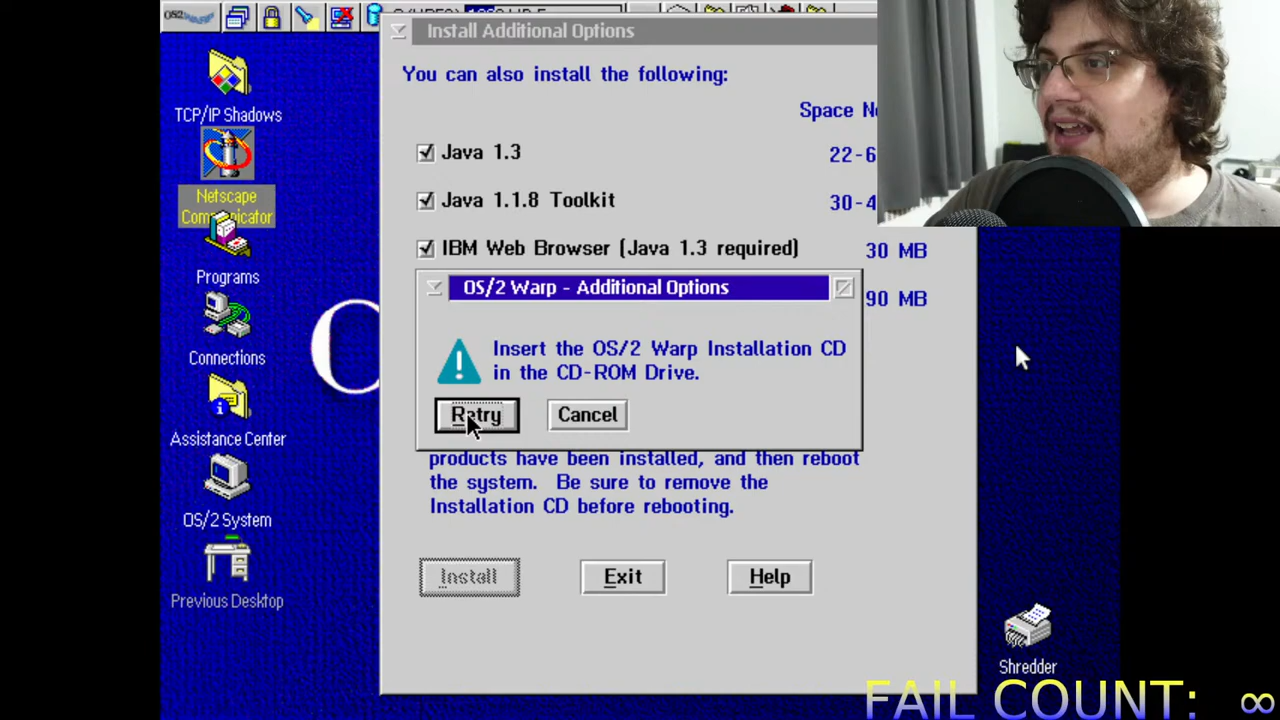 OS/2 Warp
Install Additional Options
You can also install the following:
Space N
Java 1.3
22-6
Java 1.1.8 Toolkit
30-4
IBM Web Browser (Java 1.3 required)
30 MB
90 MB
OS/2 Warp - Additional Options
Insert the OS/2 Warp Installation CD
in the CD-ROM Drive.
Retry
Cancel
products have been installed, and then reboot
the system. Be sure to remove the
Installation CD before rebooting.
Install
Exit
Help
TCP/IP Shadows
Netscape
Communicator
Programs
Connections
Assistance Center
OS/2 System
Previous Desktop
C
Shredder
FAIL COUNT: ∞